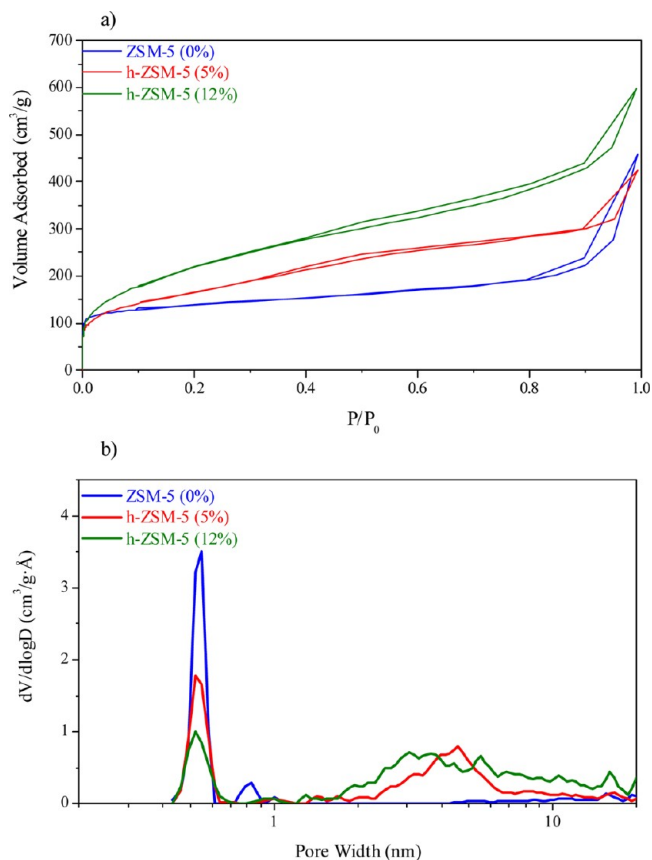 a)
700
600
500
400
300
200
100
0
Volume Adsorbed (cm³/g)
ZSM-5 (0%)
h-ZSM-5 (5%)
h-ZSM-5 (12%)
0.0 0.2 0.4 0.6 0.8 1.0
P/P₀
b)
4
3
2
1
0
dV/dlogD (cm³/g·Å)
ZSM-5 (0%)
h-ZSM-5 (5%)
h-ZSM-5 (12%)
1 10
Pore Width (nm)